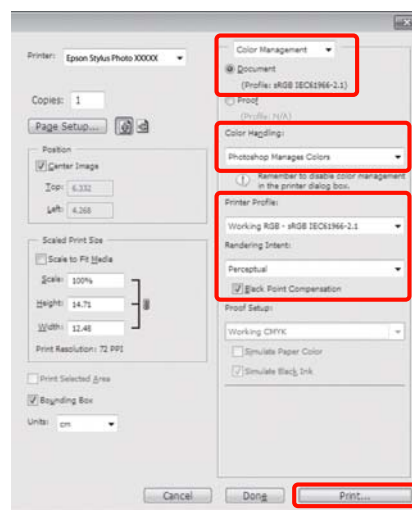 Printer: Epson Stylus Photo XXXXX
Copies: 1
Page Setup...
Position
Center Image
Top: 6.332
Left: 4.268
Scaled Print Size
Scale to Fit Media
Scale: 100%
Height: 14.71
Width: 12.48
Print Resolution: 72 PPI
Print Selected Area
Bounding Box
Units: cm
Color Management
Document
(Profile: sRGB IEC61966-2.1)
Proof
(Profile: N/A)
Color Handling:
Photoshop Manages Colors
Remember to disable color management
in the printer dialog box.
Printer Profile:
Working RGB - sRGB IEC61966-2.1
Rendering Intent:
Perceptual
Black Point Compensation
Proof Setup:
Working CMYK
Simulate Paper Color
Simulate Black Ink
Cancel
Done
Print...